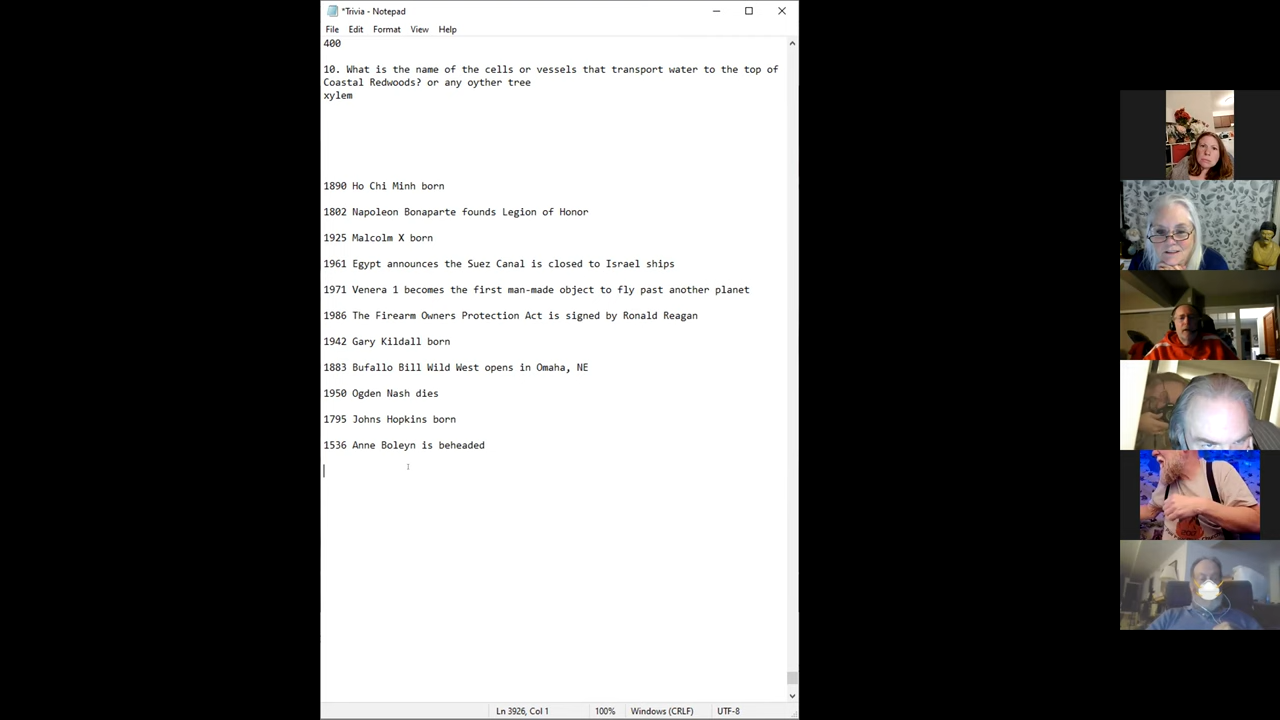 *Trivia - Notepad
File Edit Format View Help
400
10. What is the name of the cells or vessels that transport water to the top of
Coastal Redwoods? or any oyther tree
xylem
1890 Ho Chi Minh born
1802 Napoleon Bonaparte founds Legion of Honor
1925 Malcolm X born
1961 Egypt announces the Suez Canal is closed to Israel ships
1971 Venera 1 becomes the first man-made object to fly past another planet
1986 The Firearm Owners Protection Act is signed by Ronald Reagan
1942 Gary Kildall born
1883 Bufallo Bill Wild West opens in Omaha, NE
1950 Ogden Nash dies
1795 Johns Hopkins born
1536 Anne Boleyn is beheaded
Ln 3926, Col 1 100% Windows (CRLF) UTF-8